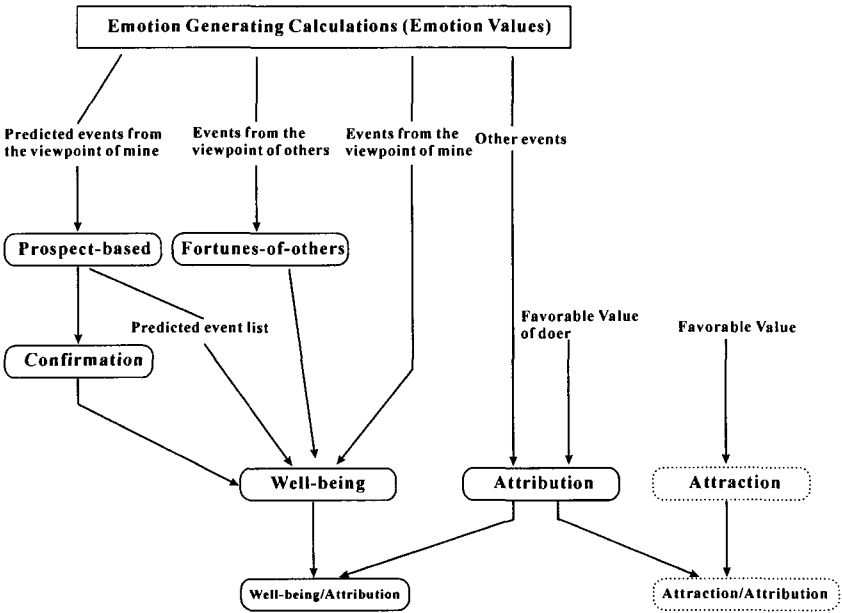 Emotion Generating Calculations (Emotion Values)
Predicted events from
the viewpoint of mine
Events from the
viewpoint of others
Events from the
viewpoint of mine
Other events
Prospect-based
Fortunes-of-others
Predicted event list
Favorable Value
of doer
Favorable Value
Confirmation
Well-being
Attribution
Attraction
Well-being/Attribution
Attraction/Attribution